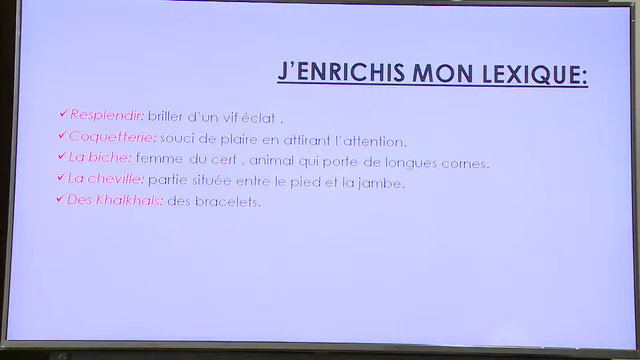 J'ENRICHIS MON LEXIQUE:
✓Resplendir: briller d'un vif éclat .
✓Coquetterie: souci de plaire en attirant l'attention.
✓La biche: femme du cerf , animal qui porte de longues cornes.
✓La cheville: partie située entre le pied et la jambe.
✓Des Khalkhals: des bracelets.